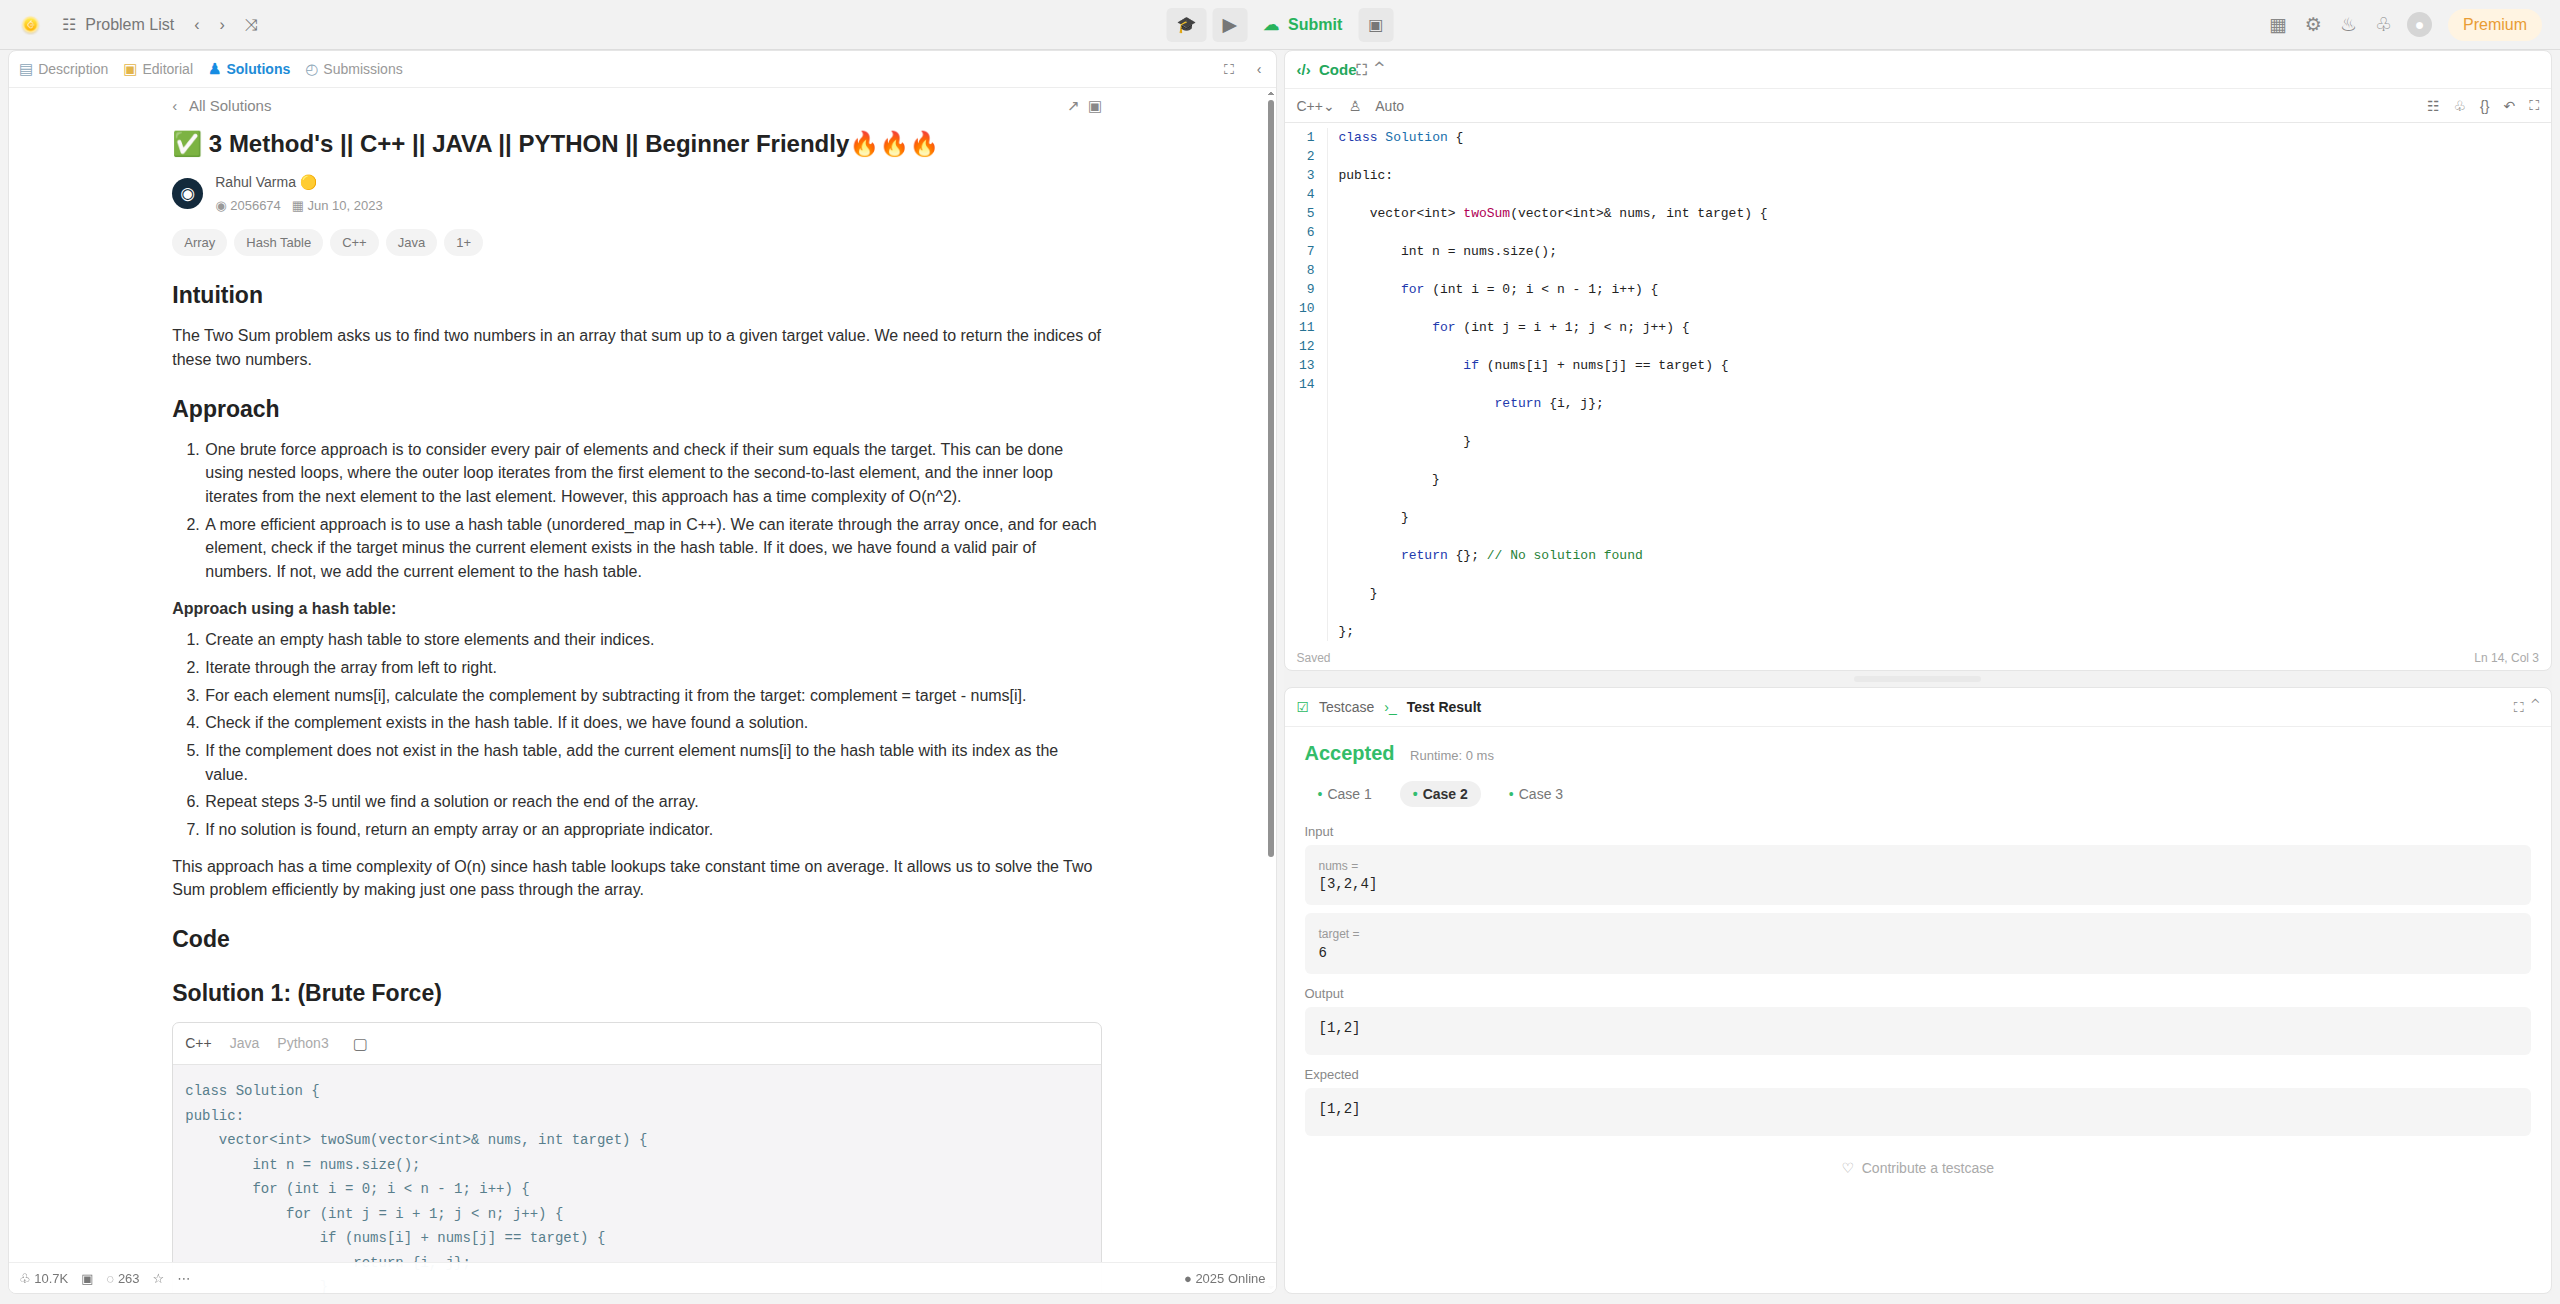 Problem List
Submit
Premium
Description Editorial Solutions Submissions
All Solutions
✅ 3 Method's || C++ || JAVA || PYTHON || Beginner Friendly🔥🔥🔥
Rahul Varma
2056674 Jun 10, 2023
Array Hash Table C++ Java 1+
Intuition
The Two Sum problem asks us to find two numbers in an array that sum up to a given target value. We need to return the indices of
these two numbers.
Approach
1. One brute force approach is to consider every pair of elements and check if their sum equals the target. This can be done
using nested loops, where the outer loop iterates from the first element to the second-to-last element, and the inner loop
iterates from the next element to the last element. However, this approach has a time complexity of O(n^2).
2. A more efficient approach is to use a hash table (unordered_map in C++). We can iterate through the array once, and for each
element, check if the target minus the current element exists in the hash table. If it does, we have found a valid pair of
numbers. If not, we add the current element to the hash table.
Approach using a hash table:
1. Create an empty hash table to store elements and their indices.
2. Iterate through the array from left to right.
3. For each element nums[i], calculate the complement by subtracting it from the target: complement = target - nums[i].
4. Check if the complement exists in the hash table. If it does, we have found a solution.
5. If the complement does not exist in the hash table, add the current element nums[i] to the hash table with its index as the
value.
6. Repeat steps 3-5 until we find a solution or reach the end of the array.
7. If no solution is found, return an empty array or an appropriate indicator.
This approach has a time complexity of O(n) since hash table lookups take constant time on average. It allows us to solve the Two
Sum problem efficiently by making just one pass through the array.
Code
Solution 1: (Brute Force)
C++ Java Python3
class Solution {
public:
    vector<int> twoSum(vector<int>& nums, int target) {
        int n = nums.size();
        for (int i = 0; i < n - 1; i++) {
            for (int j = i + 1; j < n; j++) {
                if (nums[i] + nums[j] == target) {
                    return {i, j};
10.7K 263 ⋯
2025 Online
</> Code
C++ Auto {}
1
2
3
4
5
6
7
8
9
10
11
12
13
14
class Solution {
public:
    vector<int> twoSum(vector<int>& nums, int target) {
        int n = nums.size();
        for (int i = 0; i < n - 1; i++) {
            for (int j = i + 1; j < n; j++) {
                if (nums[i] + nums[j] == target) {
                    return {i, j};
                }
            }
        }
        return {}; // No solution found
    }
};
Saved Ln 14, Col 3
Testcase ›_ Test Result
Accepted Runtime: 0 ms
• Case 1 • Case 2 • Case 3
Input
nums =
[3,2,4]
target =
6
Output
[1,2]
Expected
[1,2]
Contribute a testcase